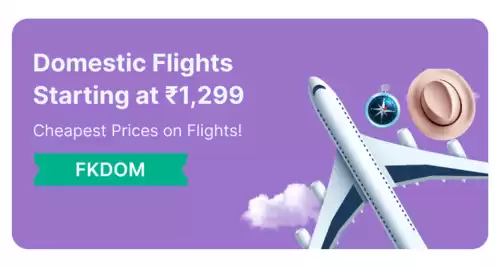 Domestic Flights
Starting at ₹1,299
Cheapest Prices on Flights!
FKDOM